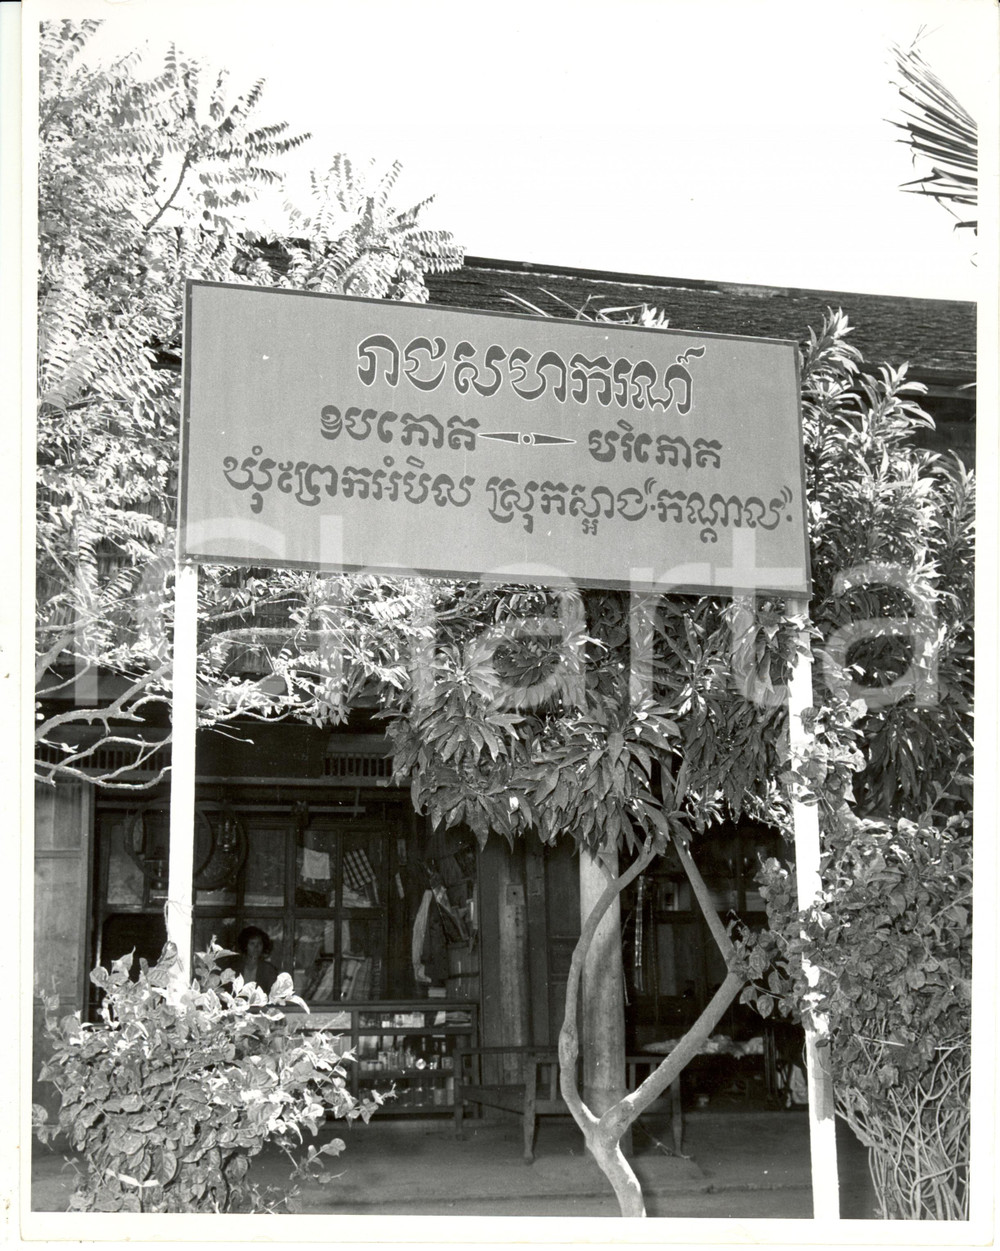 រាជសហករណ៍
ឧបភោគ បរិភោគ
ឃុំព្រែកអំបិល ស្រុកស្អាង "កណ្ដាល"
Charta